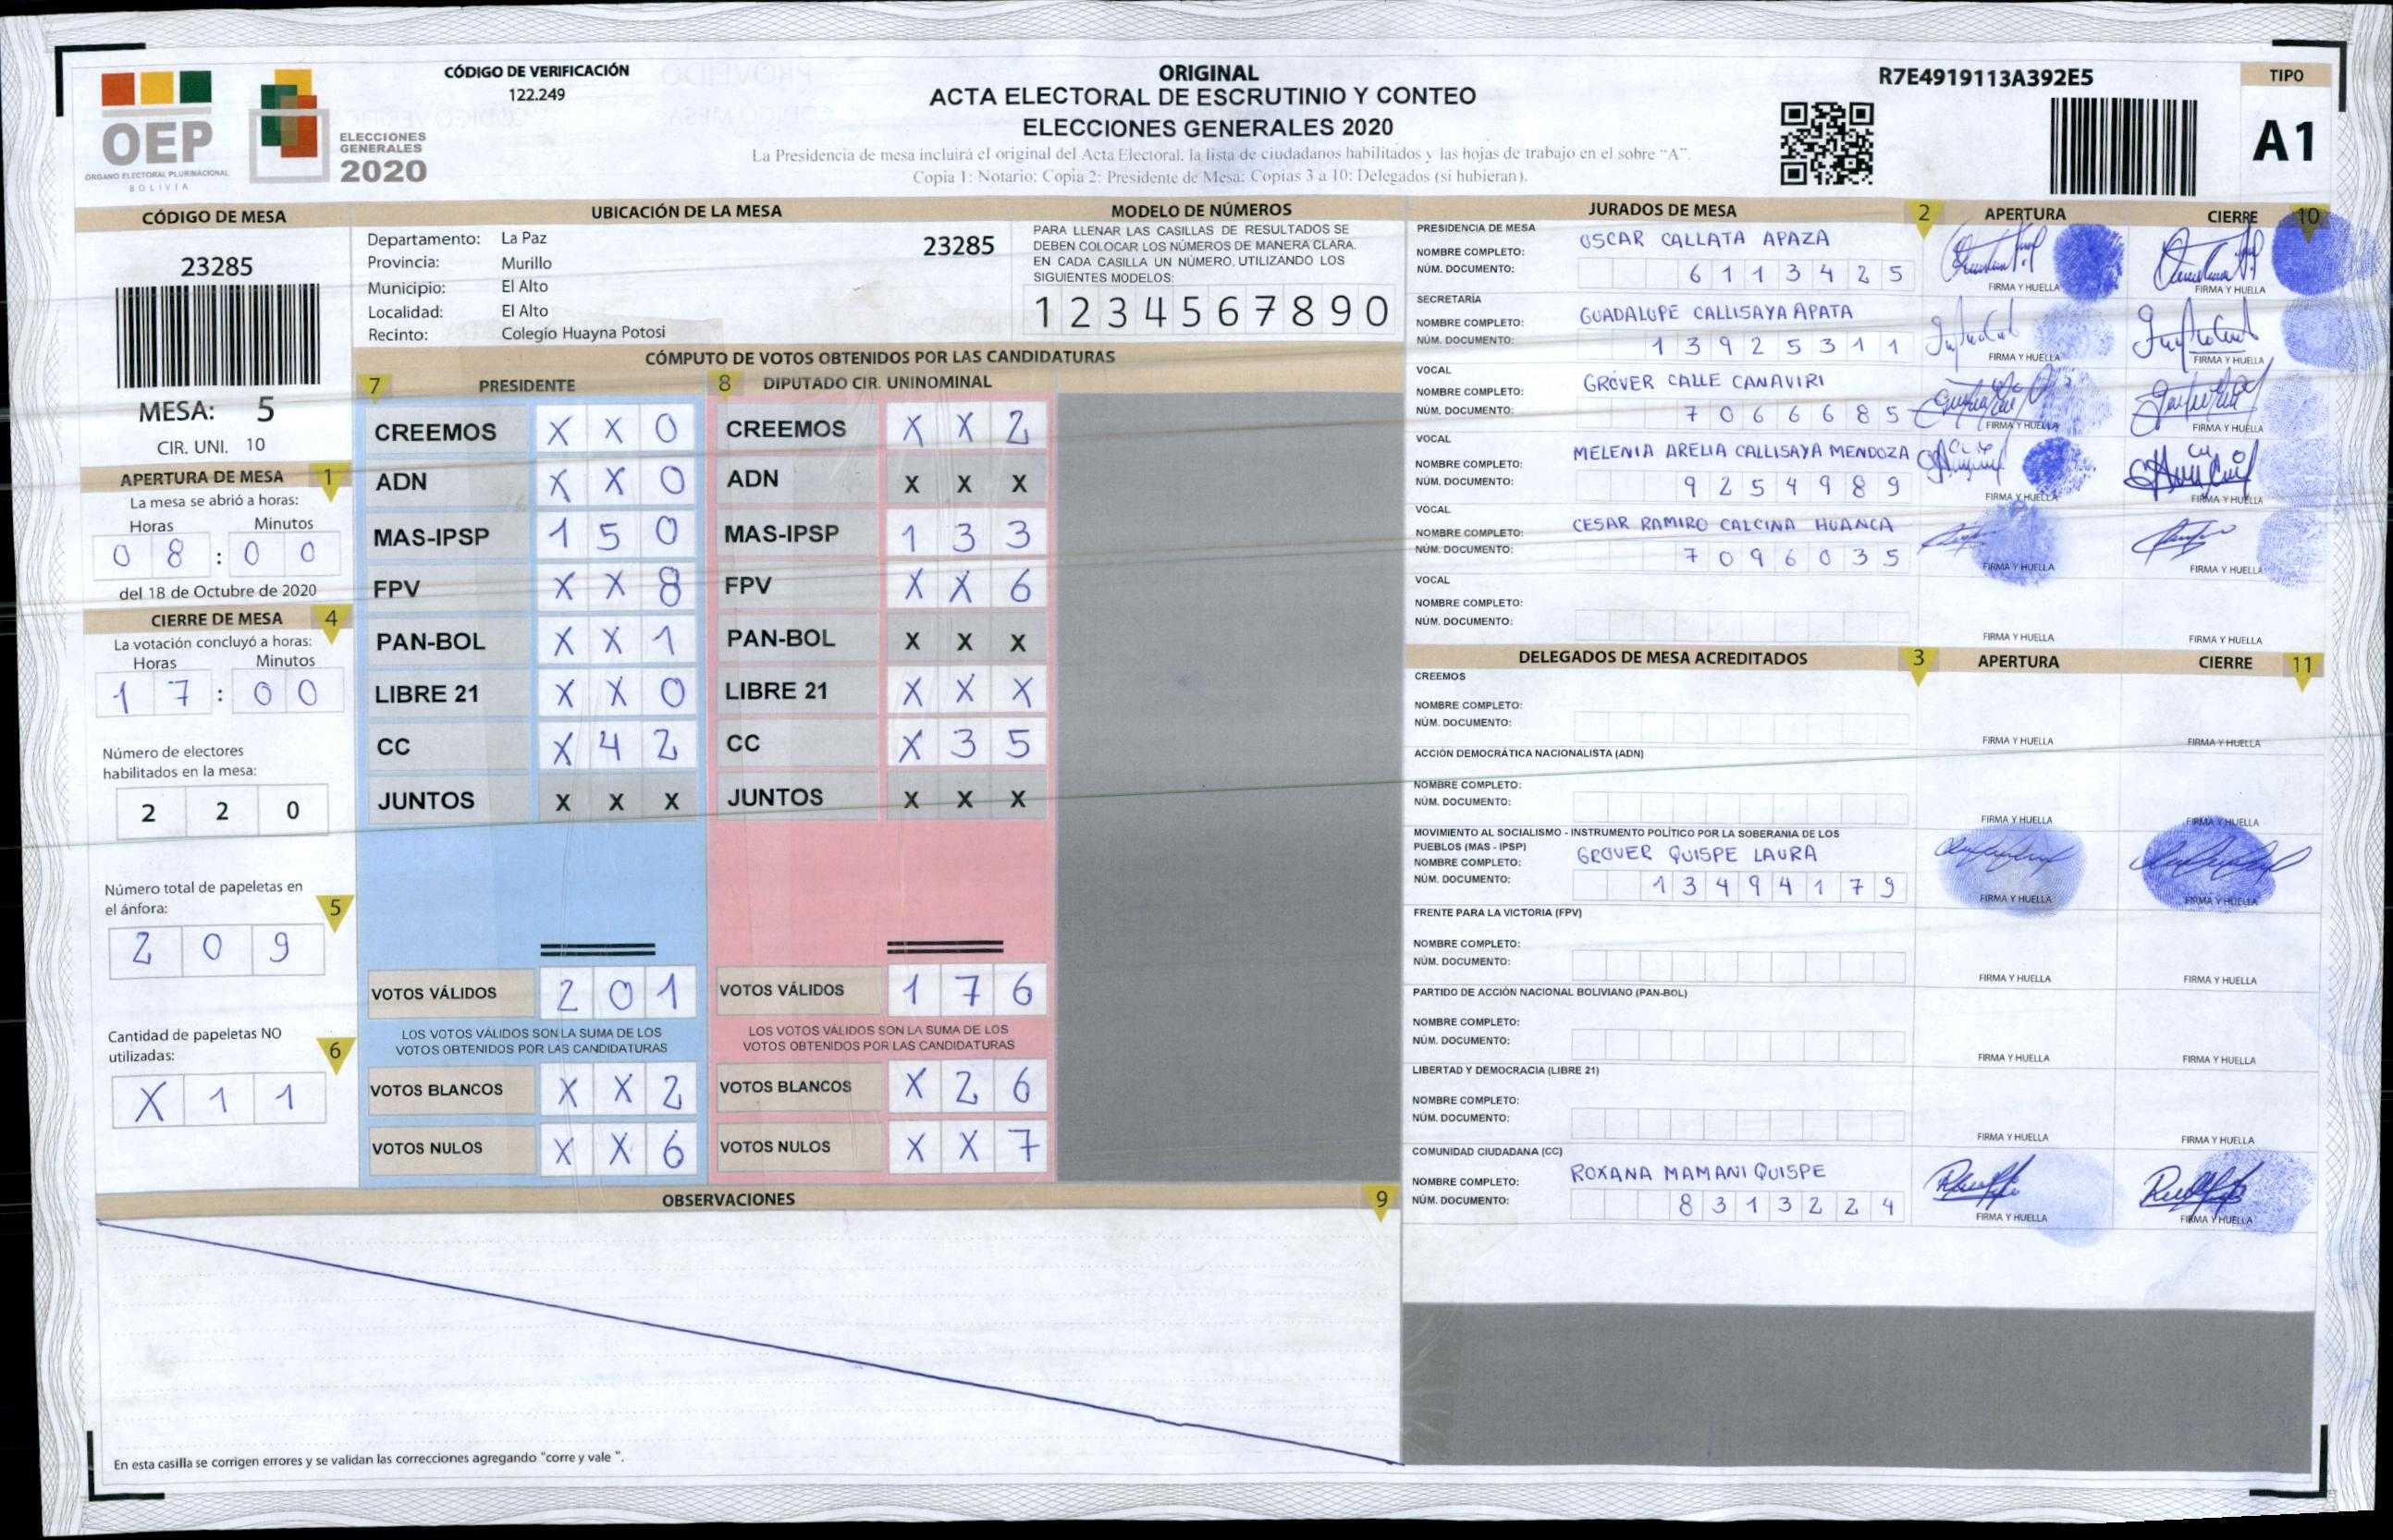 OEP
ÓRGANO ELECTORAL PLURINACIONAL
BOLIVIA
ELECCIONES
GENERALES
2020
CÓDIGO DE VERIFICACIÓN
122.249
ORIGINAL
ACTA ELECTORAL DE ESCRUTINIO Y CONTEO
ELECCIONES GENERALES 2020
La Presidencia de mesa incluirá el original del Acta Electoral, la lista de ciudadanos habilitados y las hojas de trabajo en el sobre "A".
Copia 1: Notario; Copia 2: Presidente de Mesa; Copias 3 a 10: Delegados (si hubieran).
R7E4919113A392E5
TIPO
A1
CÓDIGO DE MESA
23285
MESA: 5
CIR. UNI. 10
APERTURA DE MESA 1
La mesa se abrió a horas:
Horas Minutos
0 8 : 0 0
del 18 de Octubre de 2020
CIERRE DE MESA 4
La votación concluyó a horas:
Horas Minutos
1 7 : 0 0
Número de electores
habilitados en la mesa:
2 2 0
Número total de papeletas en
el ánfora: 5
2 0 9
Cantidad de papeletas NO
utilizadas: 6
X 1 1
UBICACIÓN DE LA MESA
Departamento: La Paz 23285
Provincia: Murillo
Municipio: El Alto
Localidad: El Alto
Recinto: Colegio Huayna Potosi
MODELO DE NÚMEROS
PARA LLENAR LAS CASILLAS DE RESULTADOS SE
DEBEN COLOCAR LOS NÚMEROS DE MANERA CLARA.
EN CADA CASILLA UN NÚMERO, UTILIZANDO LOS
SIGUIENTES MODELOS:
1 2 3 4 5 6 7 8 9 0
CÓMPUTO DE VOTOS OBTENIDOS POR LAS CANDIDATURAS
7 PRESIDENTE
CREEMOS X X 0
ADN X X 0
MAS-IPSP 1 5 0
FPV X X 8
PAN-BOL X X 1
LIBRE 21 X X 0
CC X 4 2
JUNTOS X X X
VOTOS VÁLIDOS 2 0 1
LOS VOTOS VÁLIDOS SON LA SUMA DE LOS
VOTOS OBTENIDOS POR LAS CANDIDATURAS
VOTOS BLANCOS X X 2
VOTOS NULOS X X 6
8 DIPUTADO CIR. UNINOMINAL
CREEMOS X X 2
ADN X X X
MAS-IPSP 1 3 3
FPV X X 6
PAN-BOL X X X
LIBRE 21 X X X
CC X 3 5
JUNTOS X X X
VOTOS VÁLIDOS 1 7 6
LOS VOTOS VÁLIDOS SON LA SUMA DE LOS
VOTOS OBTENIDOS POR LAS CANDIDATURAS
VOTOS BLANCOS X 2 6
VOTOS NULOS X X 7
OBSERVACIONES 9
En esta casilla se corrigen errores y se validan las correcciones agregando "corre y vale ".
JURADOS DE MESA 2 APERTURA CIERRE 10
PRESIDENCIA DE MESA
NOMBRE COMPLETO: OSCAR CALLATA APAZA
NÚM. DOCUMENTO: 6 1 1 3 4 2 5
FIRMA Y HUELLA FIRMA Y HUELLA
SECRETARÍA
NOMBRE COMPLETO: GUADALUPE CALLISAYA APATA
NÚM. DOCUMENTO: 1 3 9 2 5 3 1 1
FIRMA Y HUELLA FIRMA Y HUELLA
VOCAL
NOMBRE COMPLETO: GROVER CALLE CANAVIRI
NÚM. DOCUMENTO: 7 0 6 6 6 8 5
FIRMA Y HUELLA FIRMA Y HUELLA
VOCAL
NOMBRE COMPLETO: MELENIA ARELIA CALLISAYA MENDOZA
NÚM. DOCUMENTO: 9 2 5 4 9 8 9
FIRMA Y HUELLA FIRMA Y HUELLA
VOCAL
NOMBRE COMPLETO: CESAR RAMIRO CALCINA HUANCA
NÚM. DOCUMENTO: 7 0 9 6 0 3 5
FIRMA Y HUELLA FIRMA Y HUELLA
VOCAL
NOMBRE COMPLETO:
NÚM. DOCUMENTO:
FIRMA Y HUELLA FIRMA Y HUELLA
DELEGADOS DE MESA ACREDITADOS 3 APERTURA CIERRE 11
CREEMOS
NOMBRE COMPLETO:
NÚM. DOCUMENTO:
FIRMA Y HUELLA FIRMA Y HUELLA
ACCIÓN DEMOCRÁTICA NACIONALISTA (ADN)
NOMBRE COMPLETO:
NÚM. DOCUMENTO:
FIRMA Y HUELLA FIRMA Y HUELLA
MOVIMIENTO AL SOCIALISMO - INSTRUMENTO POLÍTICO POR LA SOBERANIA DE LOS
PUEBLOS (MAS - IPSP)
NOMBRE COMPLETO: GROVER QUISPE LAURA
NÚM. DOCUMENTO: 1 3 4 9 4 1 7 9
FIRMA Y HUELLA FIRMA Y HUELLA
FRENTE PARA LA VICTORIA (FPV)
NOMBRE COMPLETO:
NÚM. DOCUMENTO:
FIRMA Y HUELLA FIRMA Y HUELLA
PARTIDO DE ACCIÓN NACIONAL BOLIVIANO (PAN-BOL)
NOMBRE COMPLETO:
NÚM. DOCUMENTO:
FIRMA Y HUELLA FIRMA Y HUELLA
LIBERTAD Y DEMOCRACIA (LIBRE 21)
NOMBRE COMPLETO:
NÚM. DOCUMENTO:
FIRMA Y HUELLA FIRMA Y HUELLA
COMUNIDAD CIUDADANA (CC)
NOMBRE COMPLETO: ROXANA MAMANI QUISPE
NÚM. DOCUMENTO: 8 3 1 3 2 2 4
FIRMA Y HUELLA FIRMA Y HUELLA